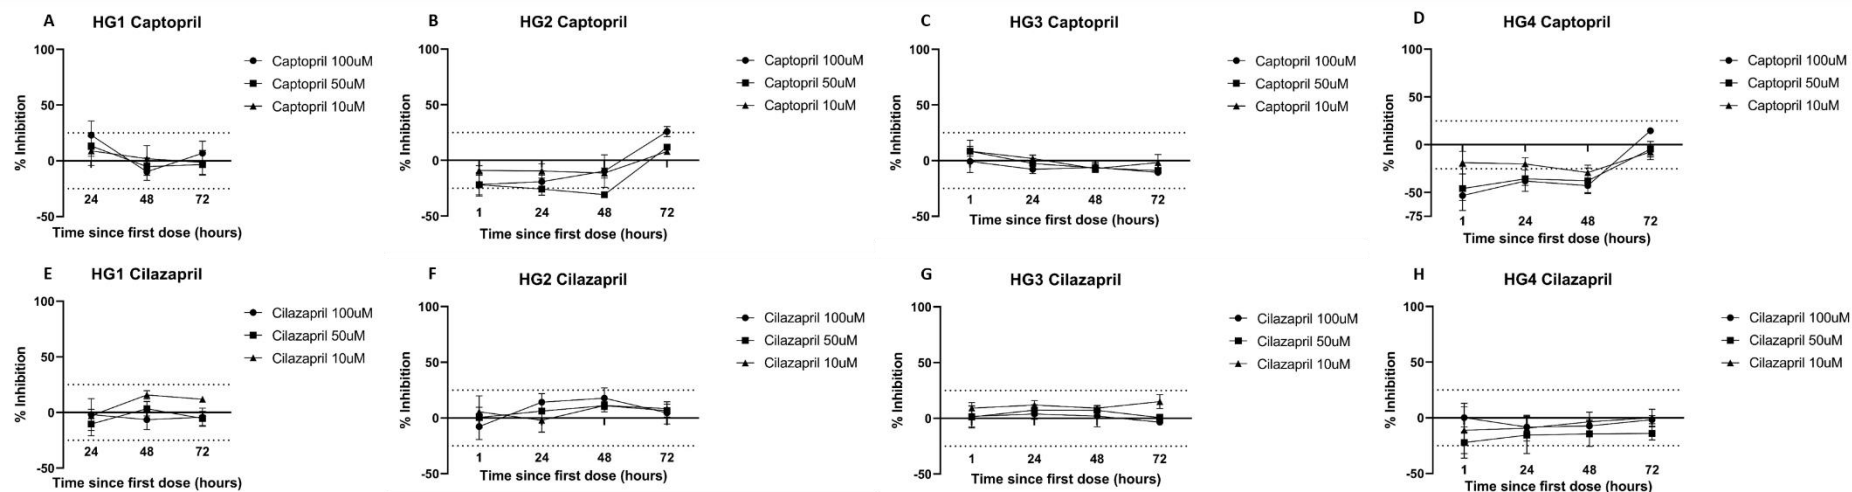 A
HG1 Captopril
100
50
0
-25
-50
% Inhibition
24 48 72
Time since first dose (hours)
Captopril 100uM
Captopril 50uM
Captopril 10uM
B
HG2 Captopril
100
50
0
-25
-50
% Inhibition
1 24 48 72
Time since first dose (hours)
Captopril 100uM
Captopril 50uM
Captopril 10uM
C
HG3 Captopril
100
50
0
-25
-50
% Inhibition
1 24 48 72
Time since first dose (hours)
Captopril 100uM
Captopril 50uM
Captopril 10uM
D
HG4 Captopril
100
50
0
-25
-50
-75
% Inhibition
1 24 48 72
Time since first dose (hours)
Captopril 100uM
Captopril 50uM
Captopril 10uM
E
HG1 Cilazapril
100
50
0
-25
-50
% Inhibition
24 48 72
Time since first dose (hours)
Cilazapril 100uM
Cilazapril 50uM
Cilazapril 10uM
F
HG2 Cilazapril
100
50
0
-25
-50
% Inhibition
1 24 48 72
Time since first dose (hours)
Cilazapril 100uM
Cilazapril 50uM
Cilazapril 10uM
G
HG3 Cilazapril
100
50
0
-25
-50
% Inhibition
1 24 48 72
Time since first dose (hours)
Cilazapril 100uM
Cilazapril 50uM
Cilazapril 10uM
H
HG4 Cilazapril
100
50
0
-25
-50
% Inhibition
1 24 48 72
Time since first dose (hours)
Cilazapril 100uM
Cilazapril 50uM
Cilazapril 10uM